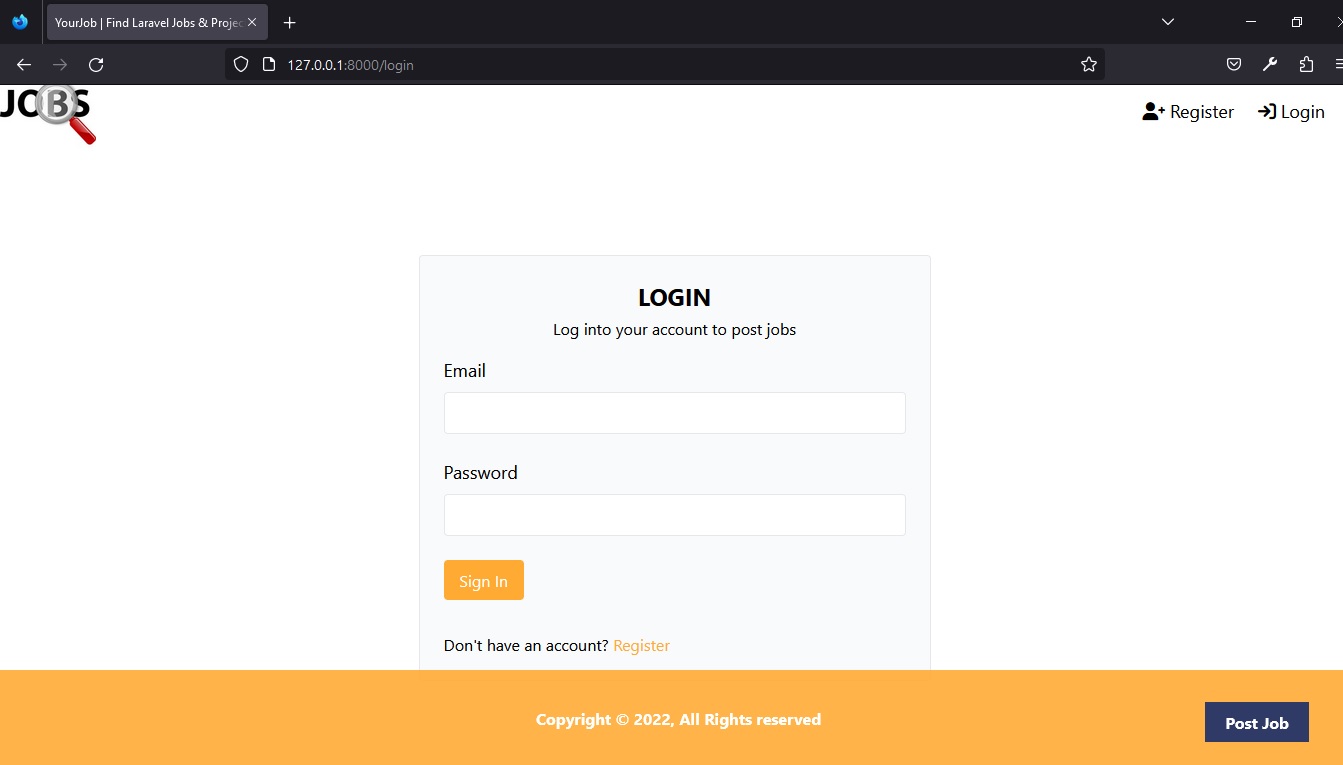 YourJob | Find Laravel Jobs & Projec
127.0.0.1:8000/login
JOBS
Register
Login
LOGIN
Log into your account to post jobs
Email
Password
Sign In
Don't have an account? Register
Copyright © 2022, All Rights reserved
Post Job